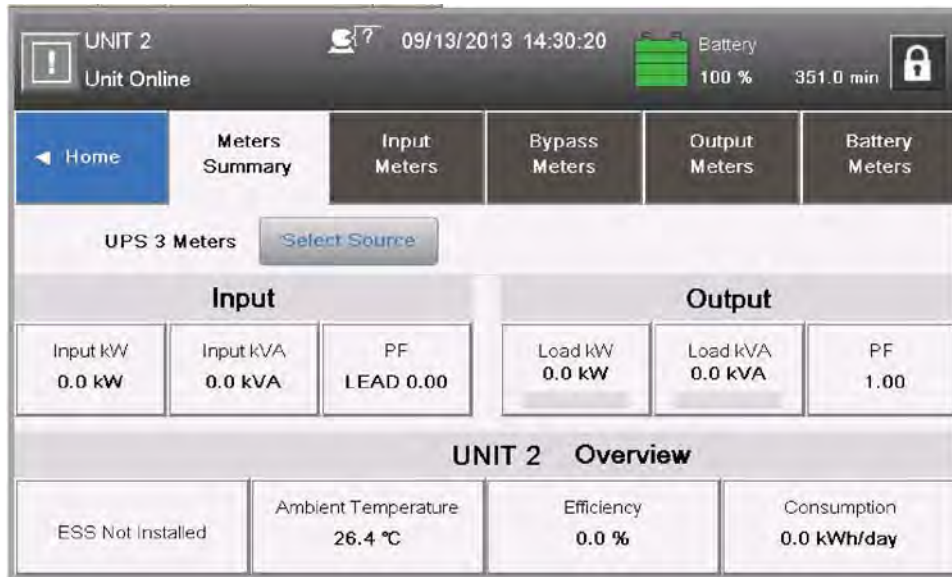 UNIT 2
Unit Online
? 09/13/2013 14:30:20
Battery
100 % 351.0 min
Home
Meters Summary
Input Meters
Bypass Meters
Output Meters
Battery Meters
UPS 3 Meters Select Source
Input
Output
Input kW
0.0 kW
Input kVA
0.0 kVA
PF
LEAD 0.00
Load kW
0.0 kW
Load kVA
0.0 kVA
PF
1.00
UNIT 2 Overview
ESS Not Installed
Ambient Temperature
26.4 ℃
Efficiency
0.0 %
Consumption
0.0 kWh/day